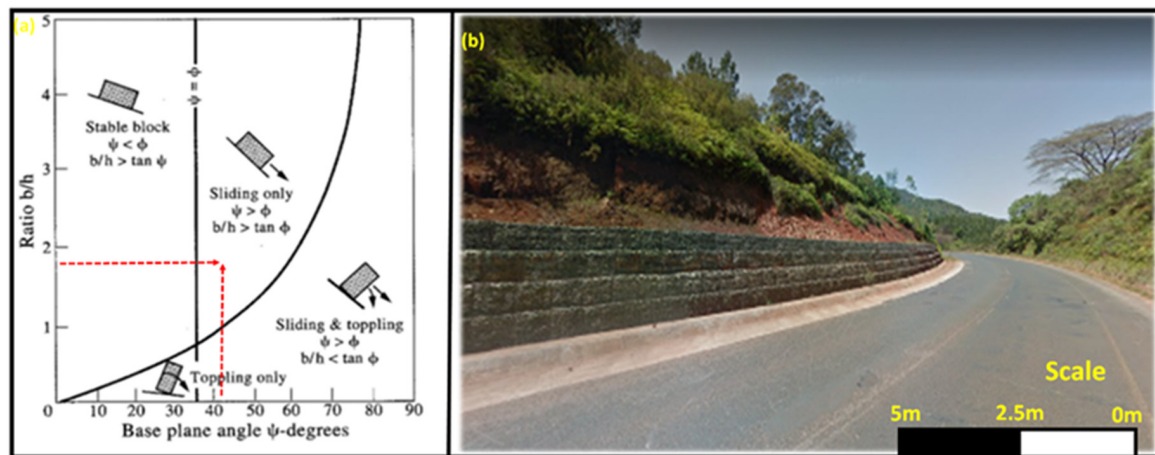 (a)
5
4
3
2
1
0
Ratio b/h
Stable block
ψ < ϕ
b/h > tan ψ
Sliding only
ψ > ϕ
b/h > tan ϕ
Sliding & toppling
ψ > ϕ
b/h < tan ϕ
Toppling only
10 20 30 40 50 60 70 80 90
Base plane angle ψ-degrees
(b)
Scale
5m 2.5m 0m